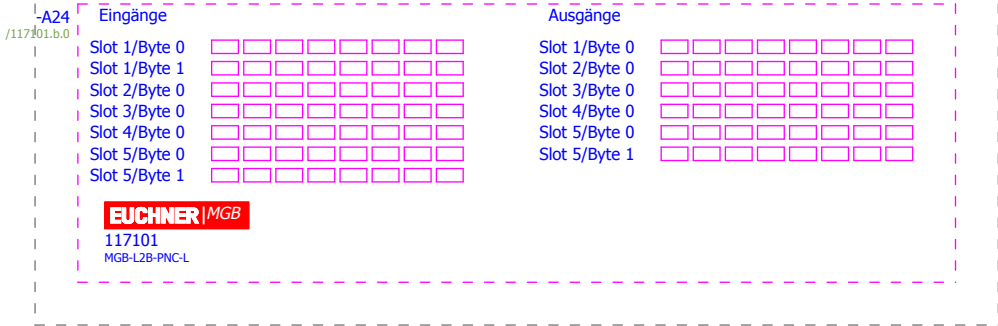 -A24
/117101.b.0
Eingänge
Slot 1/Byte 0
Slot 1/Byte 1
Slot 2/Byte 0
Slot 3/Byte 0
Slot 4/Byte 0
Slot 5/Byte 0
Slot 5/Byte 1
Ausgänge
Slot 1/Byte 0
Slot 2/Byte 0
Slot 3/Byte 0
Slot 4/Byte 0
Slot 5/Byte 0
Slot 5/Byte 1
EUCHNER|MGB
117101
MGB-L2B-PNC-L